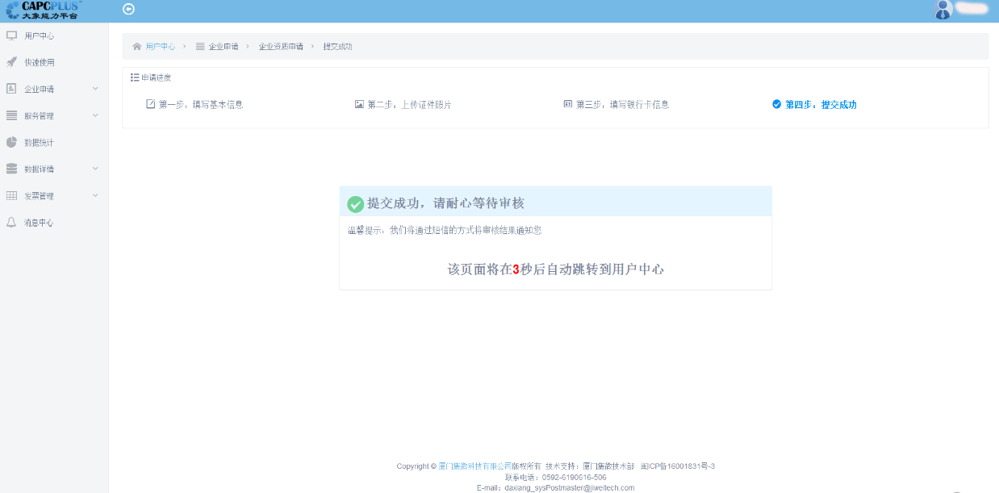 CAPCPLUS
大象能力平台
用户中心
快速使用
企业申请
服务管理
数据统计
数据详情
发票管理
消息中心
用户中心 > 企业申请 > 企业资质申请 > 提交成功
申请进度
第一步：填写基本信息 第二步：上传证件照片 第三步：填写银行卡信息 第四步：提交成功
提交成功，请耐心等待审核
温馨提示：我们将通过短信的方式将审核结果通知您
该页面将在3秒后自动跳转到用户中心
Copyright © 厦门集微科技有限公司版权所有 技术支持：厦门集微技术部 闽ICP备16001831号-3
联系电话：0592-6190616-506
E-mail：daxiang_sysPostmaster@jiweitech.com